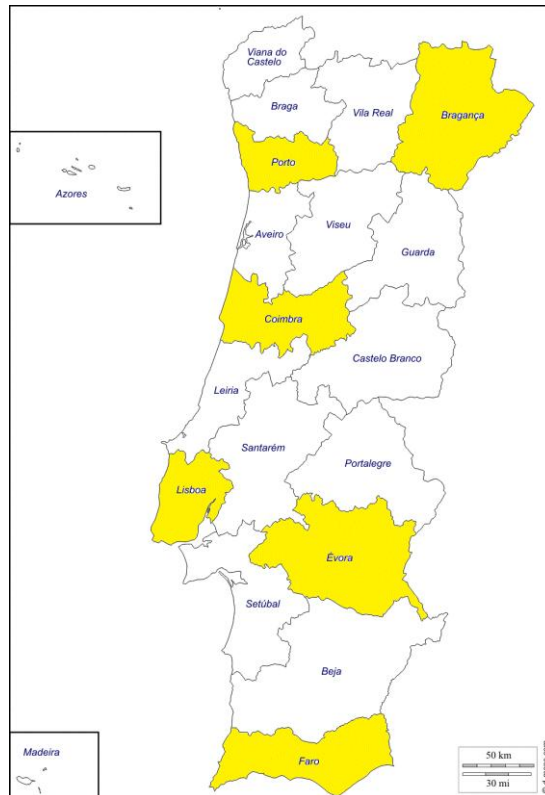 Viana do
Castelo
Braga
Vila Real
Bragança
Porto
Azores
Aveiro
Viseu
Guarda
Coimbra
Castelo Branco
Leiria
Santarém
Portalegre
Lisboa
Évora
Setúbal
Beja
Madeira
Faro
50 km
30 mi